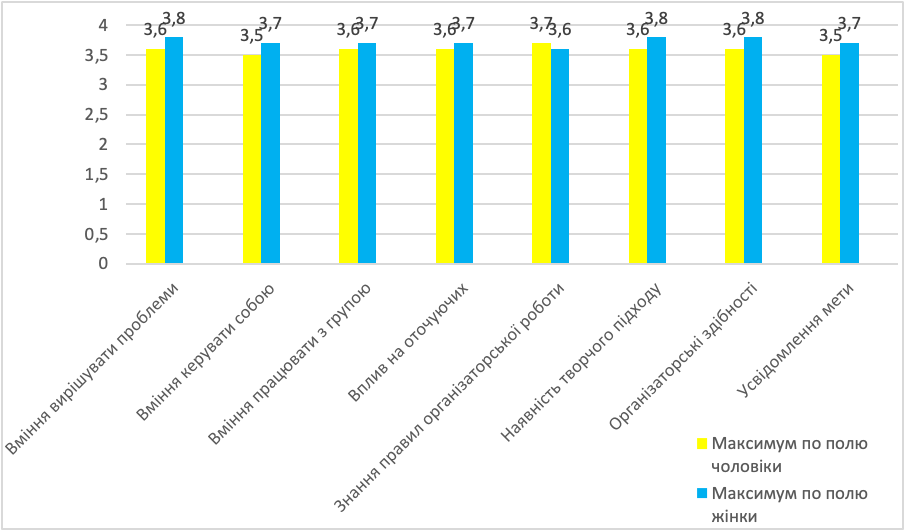 4
3,5
3
2,5
2
1,5
1
0,5
0
3,6
3,8
3,5
3,7
3,6
3,7
3,6
3,7
3,7
3,6
3,6
3,8
3,6
3,8
3,5
3,7
Вміння вирішувати проблеми
Вміння керувати собою
Вміння працювати з групою
Вплив на оточуючих
Знання правил організаторської роботи
Наявність творчого підходу
Організаторські здібності
Усвідомлення мети
Максимум по полю
чоловіки
Максимум по полю
жінки